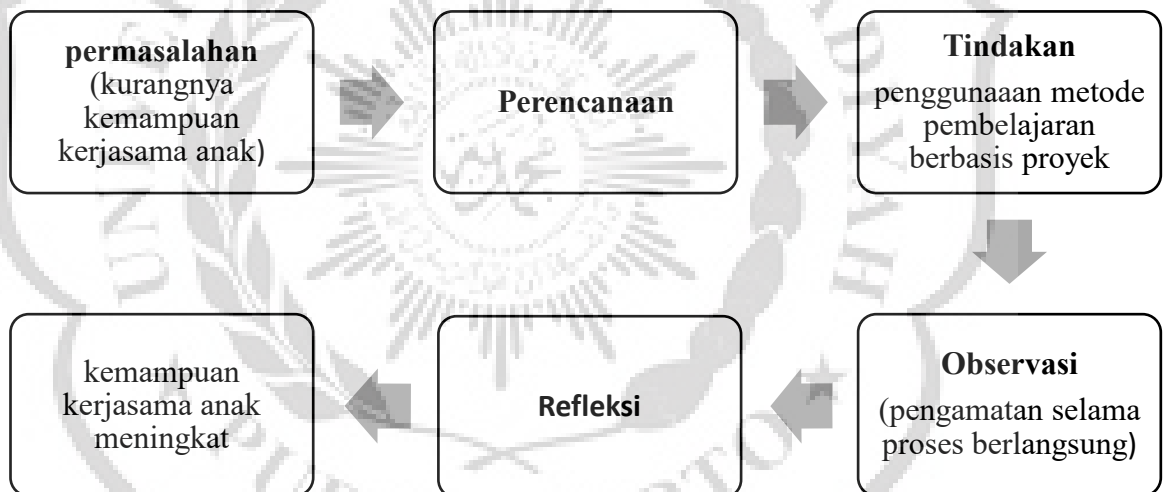 permasalahan
(kurangnya
kemampuan
kerjasama anak)
Perencanaan
Tindakan
penggunaaan metode
pembelajaran
berbasis proyek
Observasi
(pengamatan selama
proses berlangsung)
Refleksi
kemampuan
kerjasama anak
meningkat